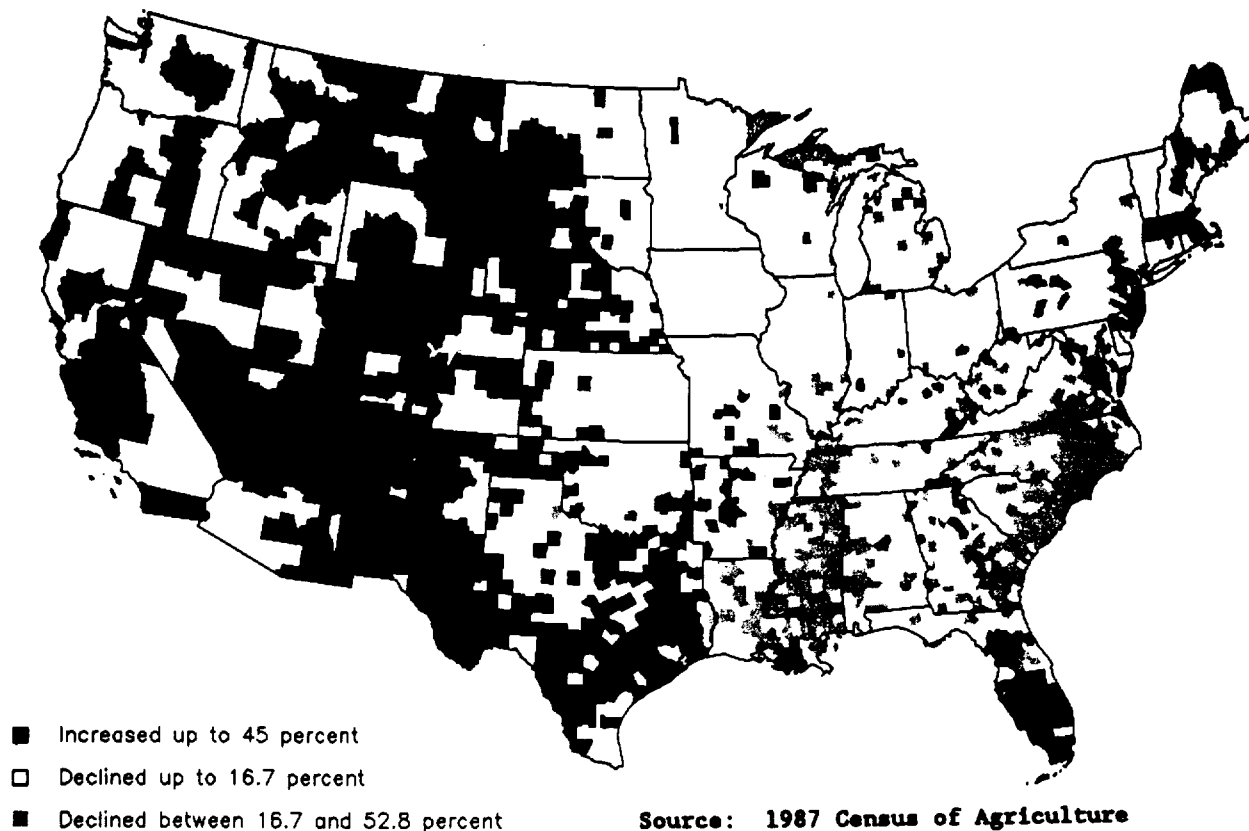 Increased up to 45 percent
Declined up to 16.7 percent
Declined between 16.7 and 52.8 percent
Source: 1987 Census of Agriculture